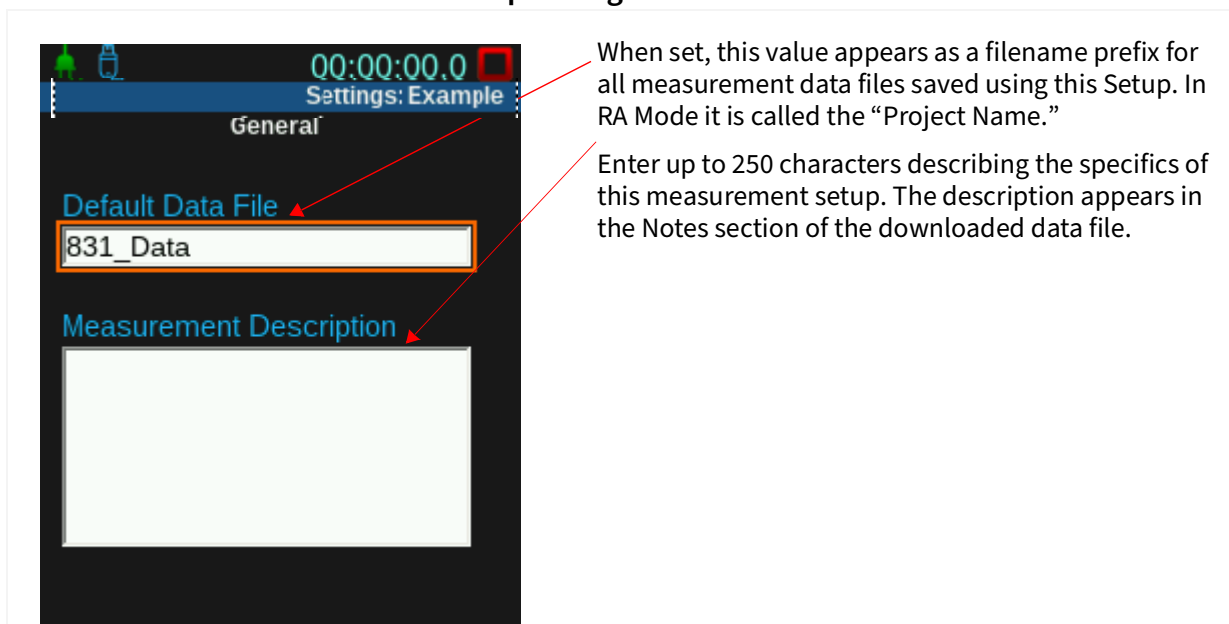 00:00:00.0
Settings: Example
General
Default Data File
831_Data
Measurement Description
When set, this value appears as a filename prefix for
all measurement data files saved using this Setup. In
RA Mode it is called the “Project Name.”
Enter up to 250 characters describing the specifics of
this measurement setup. The description appears in
the Notes section of the downloaded data file.